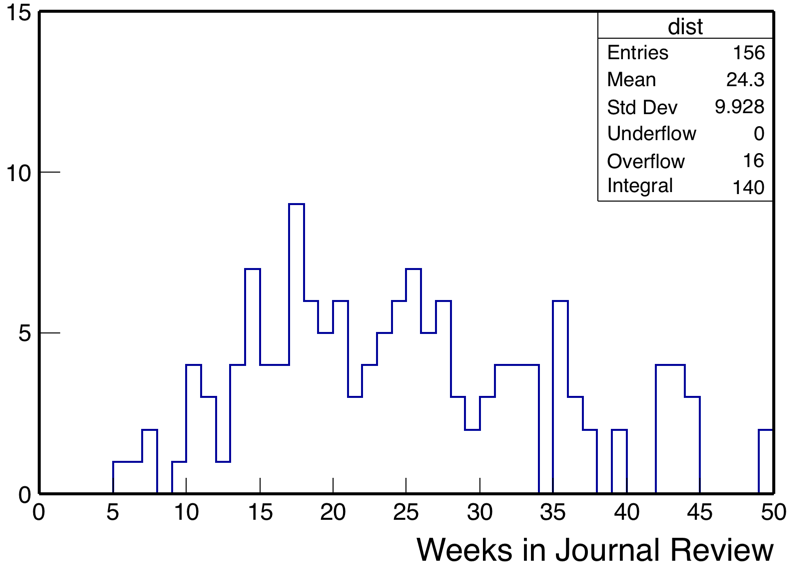 15
dist
Entries 156
Mean 24.3
Std Dev 9.928
Underflow 0
Overflow 16
Integral 140
10
5
0
0 5 10 15 20 25 30 35 40 45 50
Weeks in Journal Review